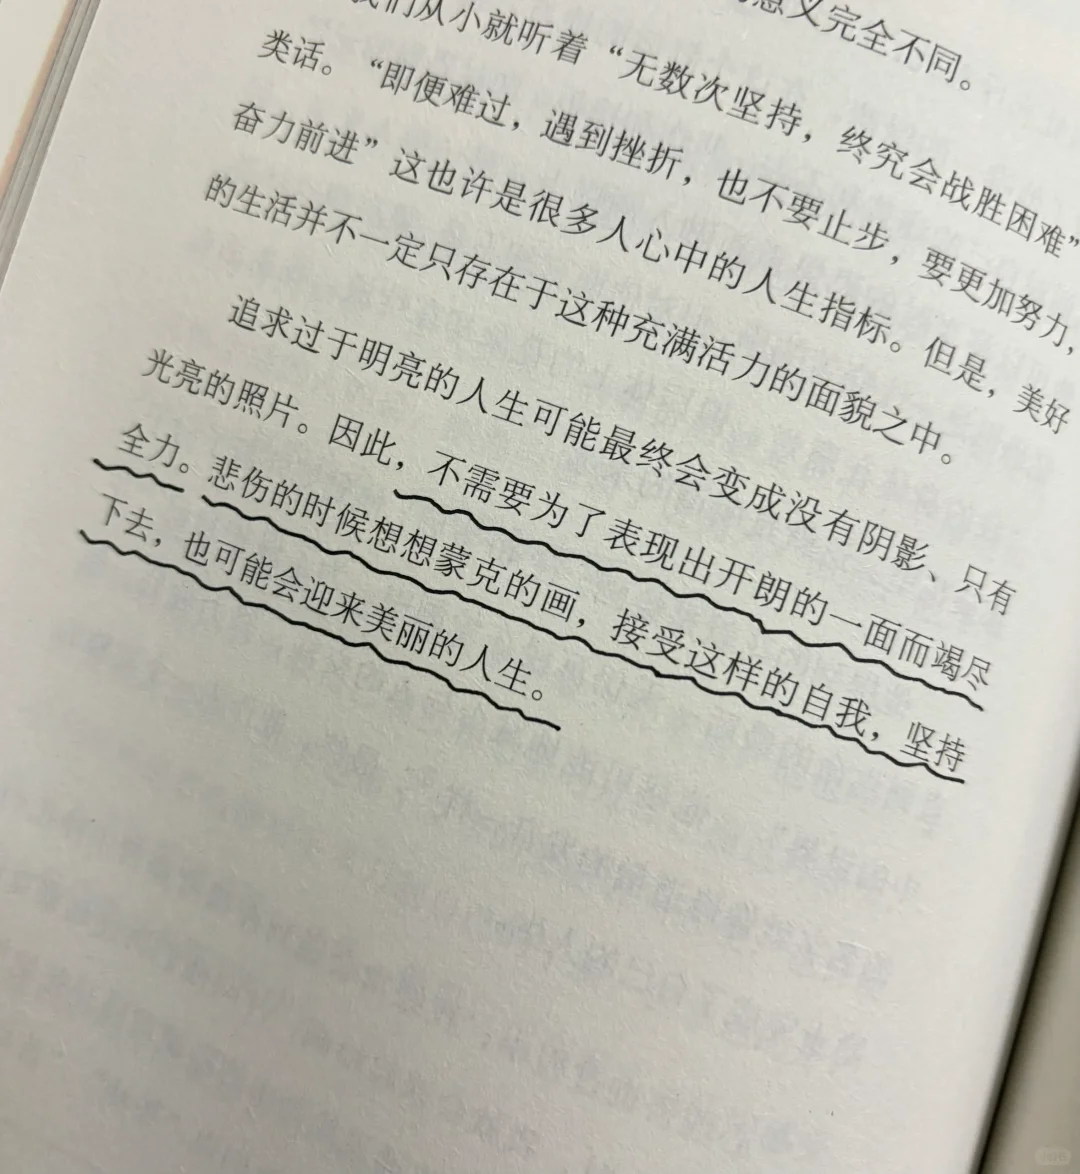 意义完全不同。
我们从小就听着“无数次坚持，终究会战胜困难”
类话。“即便难过，遇到挫折，也不要止步，要更加努力，
奋力前进”这也许是很多人心中的人生指标。但是，美好
的生活并不一定只存在于这种充满活力的面貌之中。
追求过于明亮的人生可能最终会变成没有阴影、只有
光亮的照片。因此，不需要为了表现出开朗的一面而竭尽
全力。悲伤的时候想想蒙克的画，接受这样的自我，坚持
下去，也可能会迎来美丽的人生。